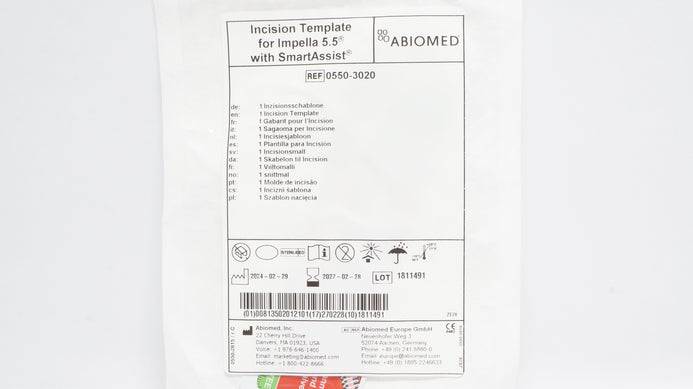 Incision Template
for Impella 5.5®
with SmartAssist®
ABIOMED
REF 0550-3020
de: 1 Inzisionsschablone
en: 1 Incision Template
fr: 1 Gabarit pour l'Incision
it: 1 Sagaoma per Incisione
nl: 1 Incisiesjabloon
es: 1 Plantilla para Incisión
sv: 1 Incisionsmall
da: 1 Skabelon til Incision
fi: 1 Viiltomalli
no: 1 snittmal
pt: 1 Molde de incisão
cs: 1 Incizní šablona
pl: 1 Szablon nacięcia
2024-02-29
2027-02-28
LOT 1811491
(01)00813502012101(17)270228(10)1811491
Abiomed, Inc.
22 Cherry Hill Drive
Danvers, MA 01923, USA
Voice: +1 978-646-1400
Email: marketing@abiomed.com
Hotline: +1 800-422-8666
EC REP Abiomed Europe GmbH
Neuenhofer Weg 3
52074 Aachen, Germany
Phone: +49 (0) 241 8860-0
Email: europe@abiomed.com
Hotline: +49 (0) 1805 2246633
CE